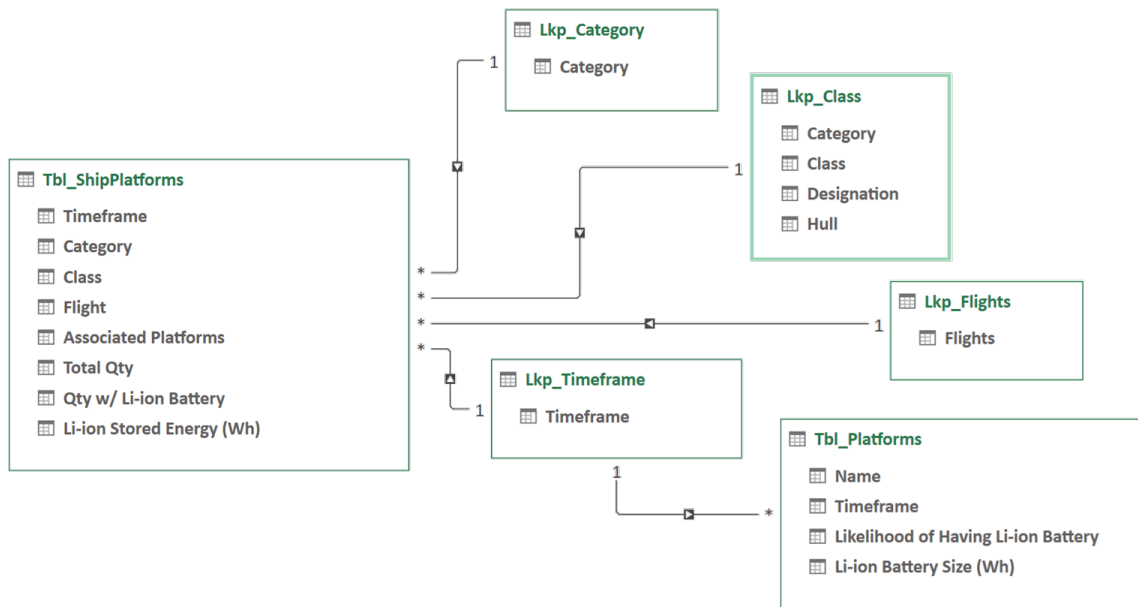 Lkp_Category
Category
1
Lkp_Class
Category
Class
Designation
Hull
1
Tbl_ShipPlatforms
Timeframe
Category
Class
Flight
Associated Platforms
Total Qty
Qty w/ Li-ion Battery
Li-ion Stored Energy (Wh)
*
*
*
*
Lkp_Flights
Flights
1
Lkp_Timeframe
Timeframe
1
1
*
Tbl_Platforms
Name
Timeframe
Likelihood of Having Li-ion Battery
Li-ion Battery Size (Wh)